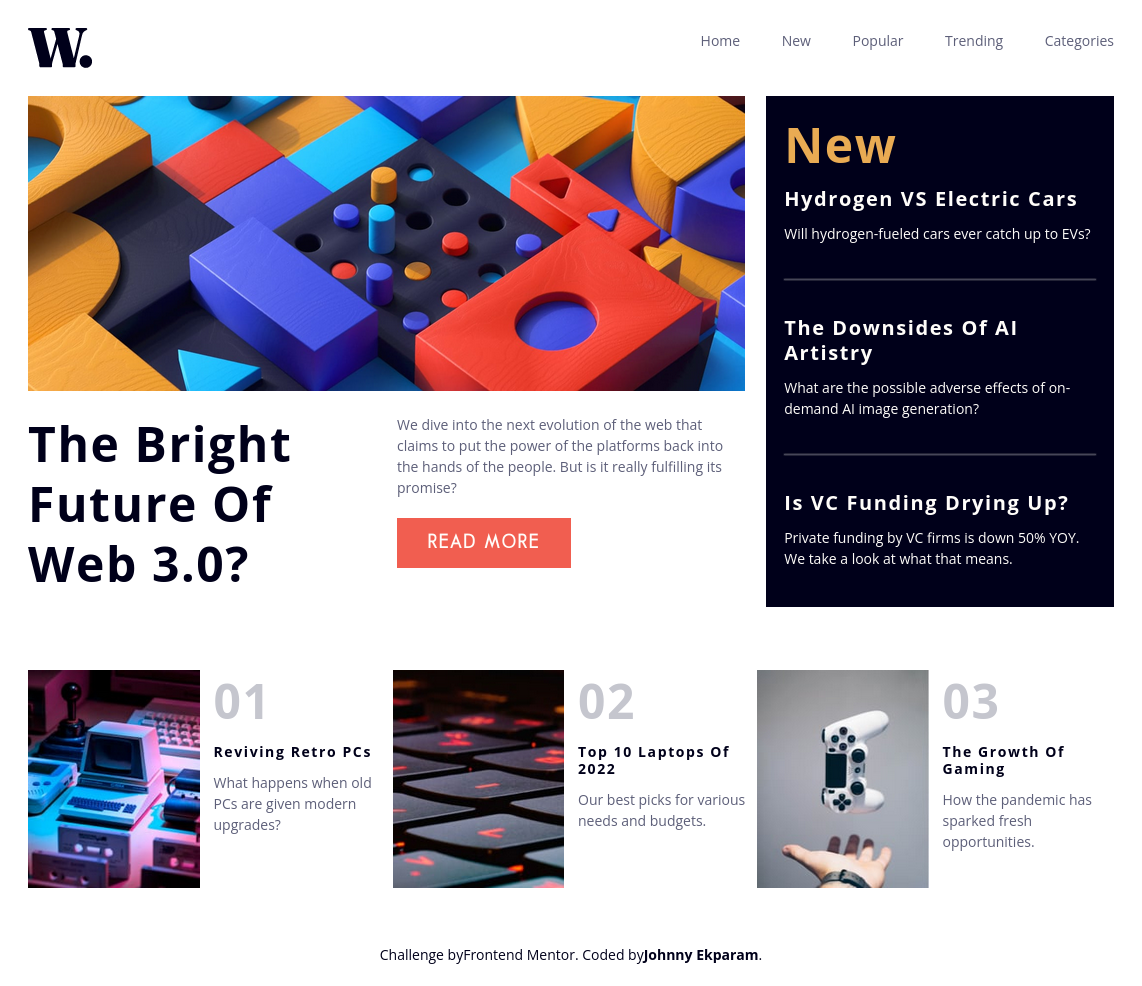 W.
Home New Popular Trending Categories
The Bright
Future Of
Web 3.0?
We dive into the next evolution of the web that
claims to put the power of the platforms back into
the hands of the people. But is it really fulfilling its
promise?
READ MORE
New
Hydrogen VS Electric Cars
Will hydrogen-fueled cars ever catch up to EVs?
The Downsides Of AI
Artistry
What are the possible adverse effects of on-
demand AI image generation?
Is VC Funding Drying Up?
Private funding by VC firms is down 50% YOY.
We take a look at what that means.
01
Reviving Retro PCs
What happens when old
PCs are given modern
upgrades?
02
Top 10 Laptops Of
2022
Our best picks for various
needs and budgets.
03
The Growth Of
Gaming
How the pandemic has
sparked fresh
opportunities.
Challenge byFrontend Mentor. Coded byJohnny Ekparam.